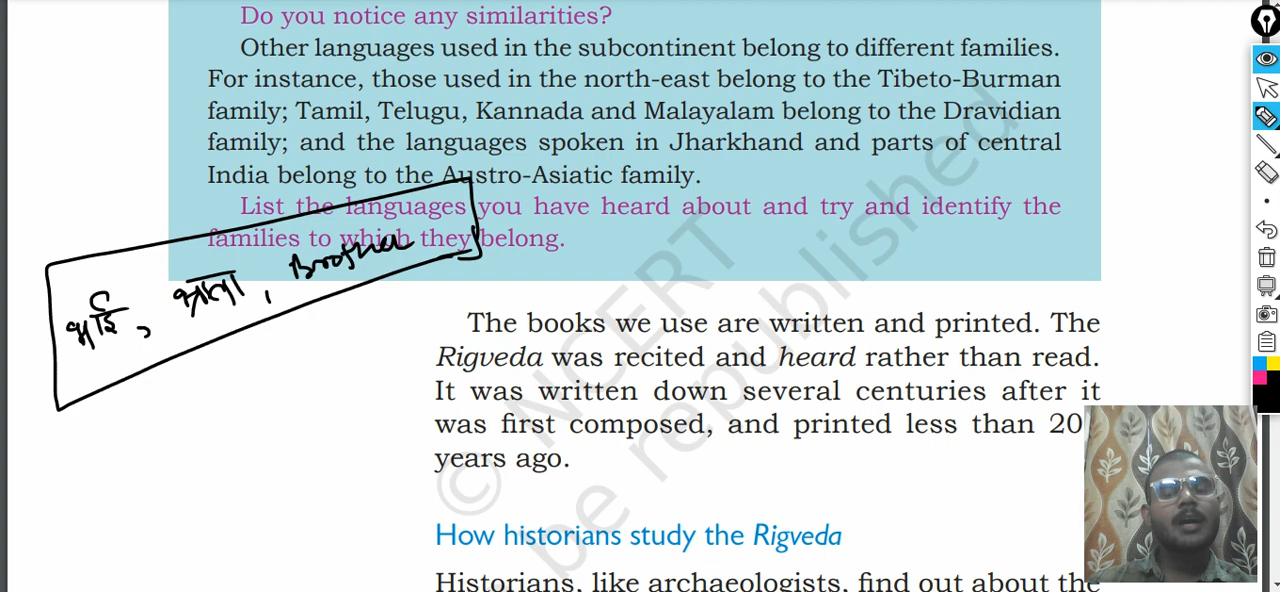 Do you notice any similarities?
Other languages used in the subcontinent belong to different families.
For instance, those used in the north-east belong to the Tibeto-Burman
family; Tamil, Telugu, Kannada and Malayalam belong to the Dravidian
family; and the languages spoken in Jharkhand and parts of central
India belong to the Austro-Asiatic family.
List the languages you have heard about and try and identify the
families to which they belong.
भाई, भ्राता, Brother
The books we use are written and printed. The
Rigveda was recited and heard rather than read.
It was written down several centuries after it
was first composed, and printed less than 20
years ago.
How historians study the Rigveda
Historians, like archaeologists, find out about the
© NCERT
be republished